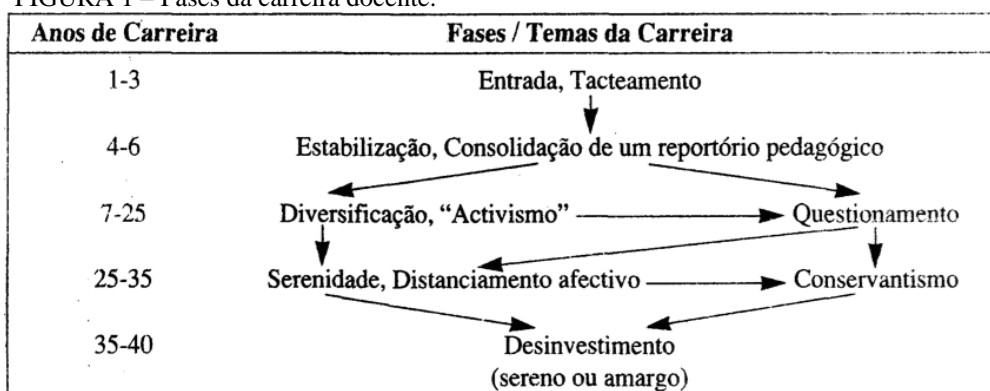 FIGURA 1 – Fases da carreira docente.
Anos de Carreira Fases / Temas da Carreira
1-3 Entrada, Tacteamento
4-6 Estabilização, Consolidação de um reportório pedagógico
7-25 Diversificação, “Activismo” Questionamento
25-35 Serenidade, Distanciamento afectivo Conservantismo
35-40 Desinvestimento
(sereno ou amargo)